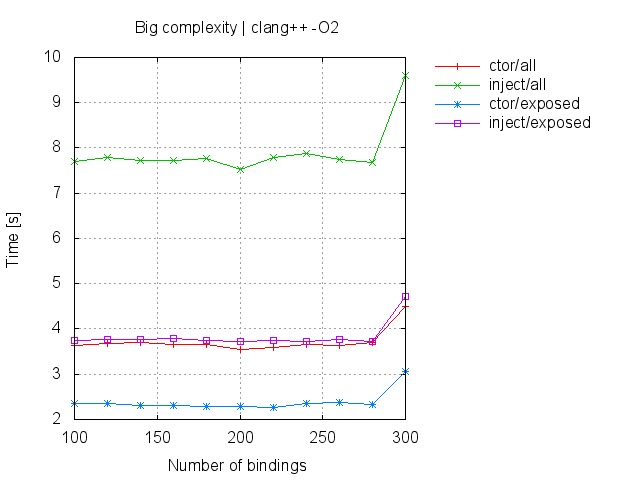 Big complexity | clang++ -O2
ctor/all
inject/all
ctor/exposed
inject/exposed
Time [s]
10
9
8
7
6
5
4
3
2
100 150 200 250 300
Number of bindings